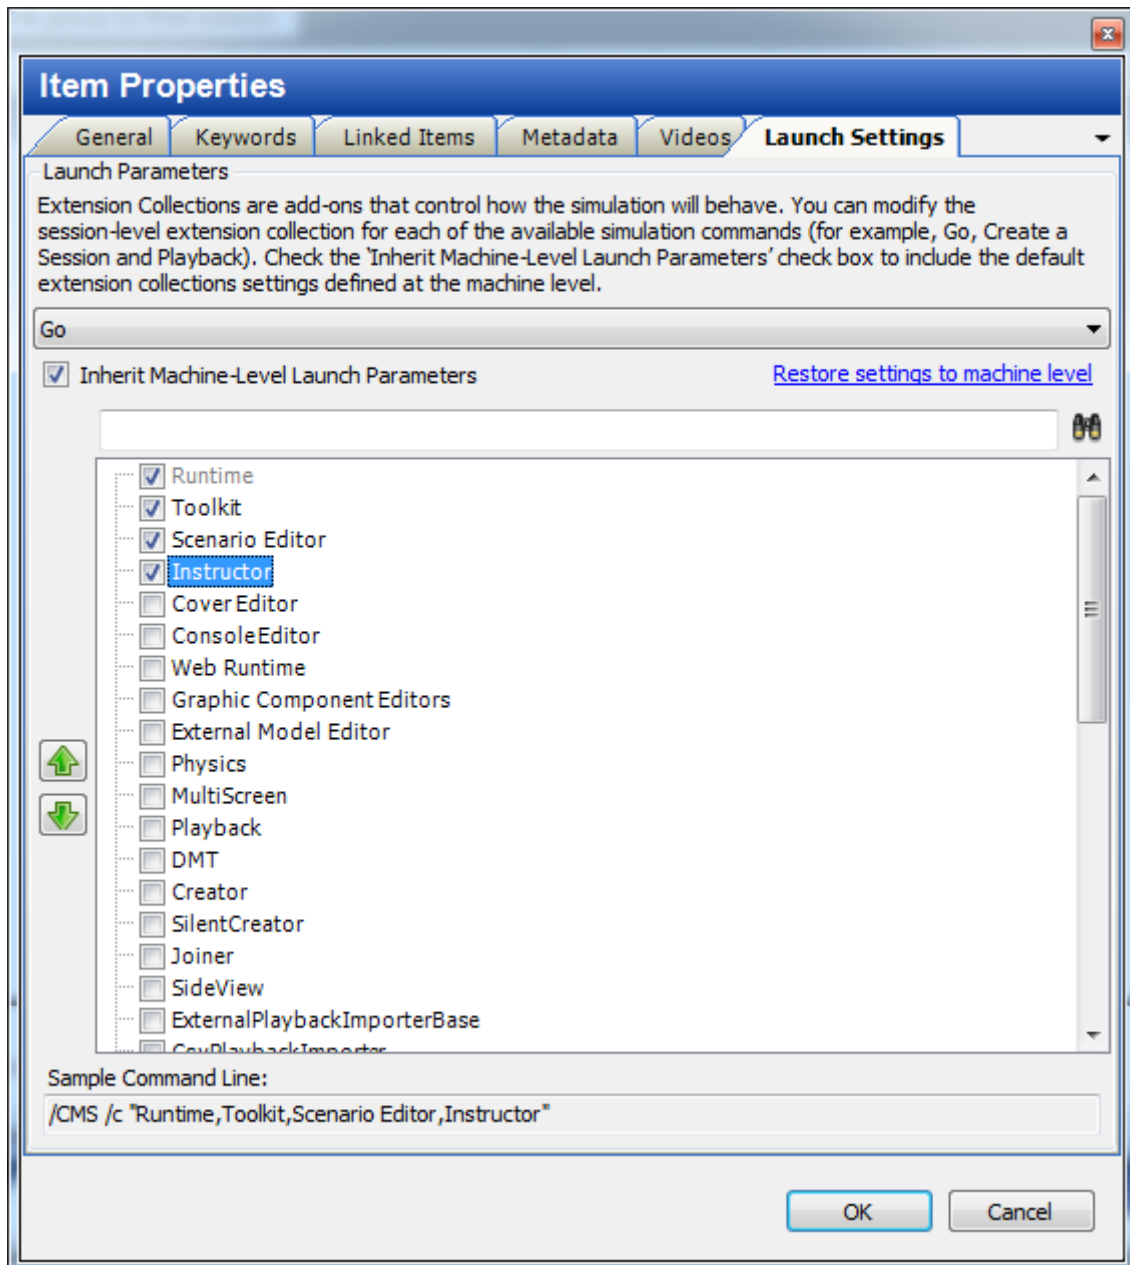 Item Properties
General Keywords Linked Items Metadata Videos Launch Settings
Launch Parameters
Extension Collections are add-ons that control how the simulation will behave. You can modify the
session-level extension collection for each of the available simulation commands (for example, Go, Create a
Session and Playback). Check the 'Inherit Machine-Level Launch Parameters' check box to include the default
extension collections settings defined at the machine level.
Go
Inherit Machine-Level Launch Parameters Restore settings to machine level
Runtime
Toolkit
Scenario Editor
Instructor
Cover Editor
ConsoleEditor
Web Runtime
Graphic Component Editors
External Model Editor
Physics
MultiScreen
Playback
DMT
Creator
SilentCreator
Joiner
SideView
ExternalPlaybackImporterBase
Sample Command Line:
/CMS /c "Runtime,Toolkit,Scenario Editor,Instructor"
OK Cancel